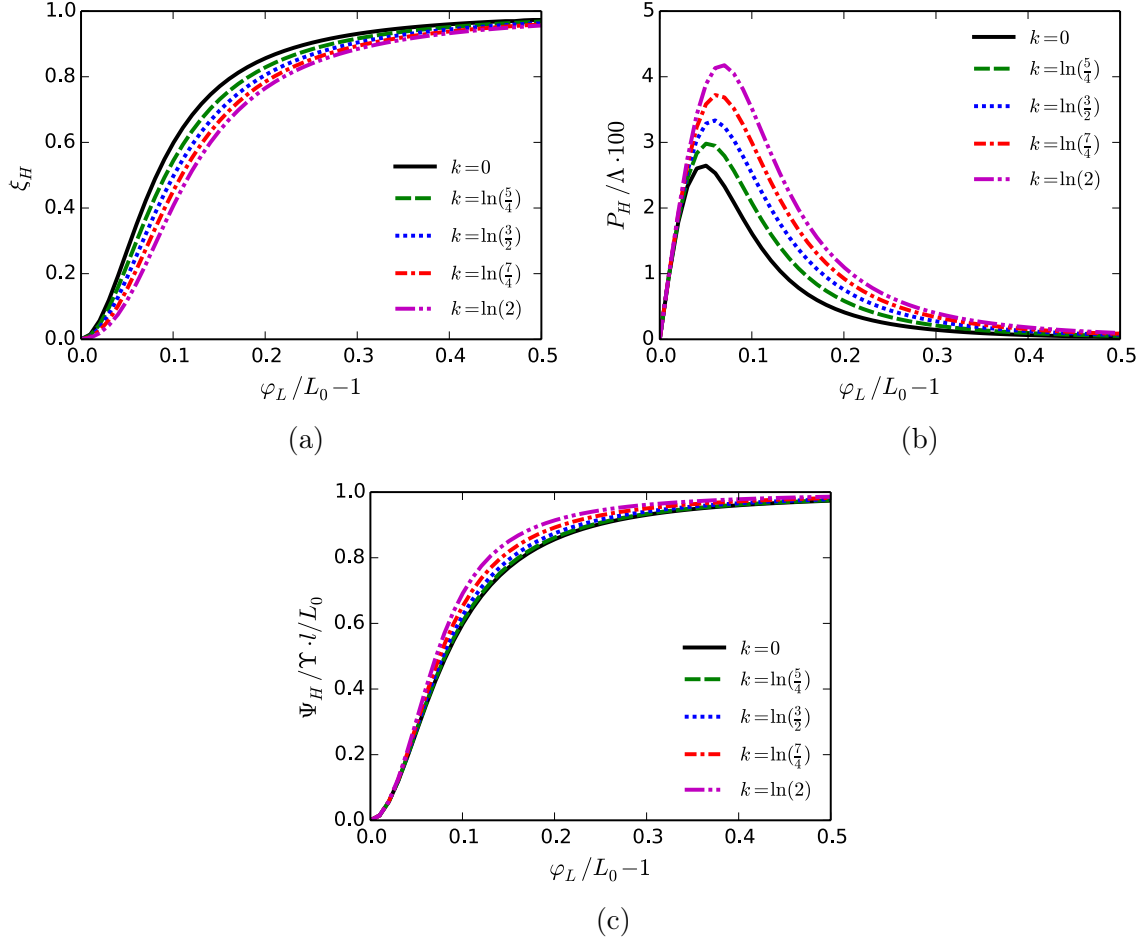 1.0
0.8
0.6
0.4
0.2
0.0
ξ_H
0.0 0.1 0.2 0.3 0.4 0.5
φ_L/L_0−1
k=0
k=ln(5/4)
k=ln(3/2)
k=ln(7/4)
k=ln(2)
(a)
5
4
3
2
1
0
P_H/Λ·100
0.0 0.1 0.2 0.3 0.4 0.5
φ_L/L_0−1
k=0
k=ln(5/4)
k=ln(3/2)
k=ln(7/4)
k=ln(2)
(b)
1.0
0.8
0.6
0.4
0.2
0.0
Ψ_H/Υ·l/L_0
0.0 0.1 0.2 0.3 0.4 0.5
φ_L/L_0−1
k=0
k=ln(5/4)
k=ln(3/2)
k=ln(7/4)
k=ln(2)
(c)